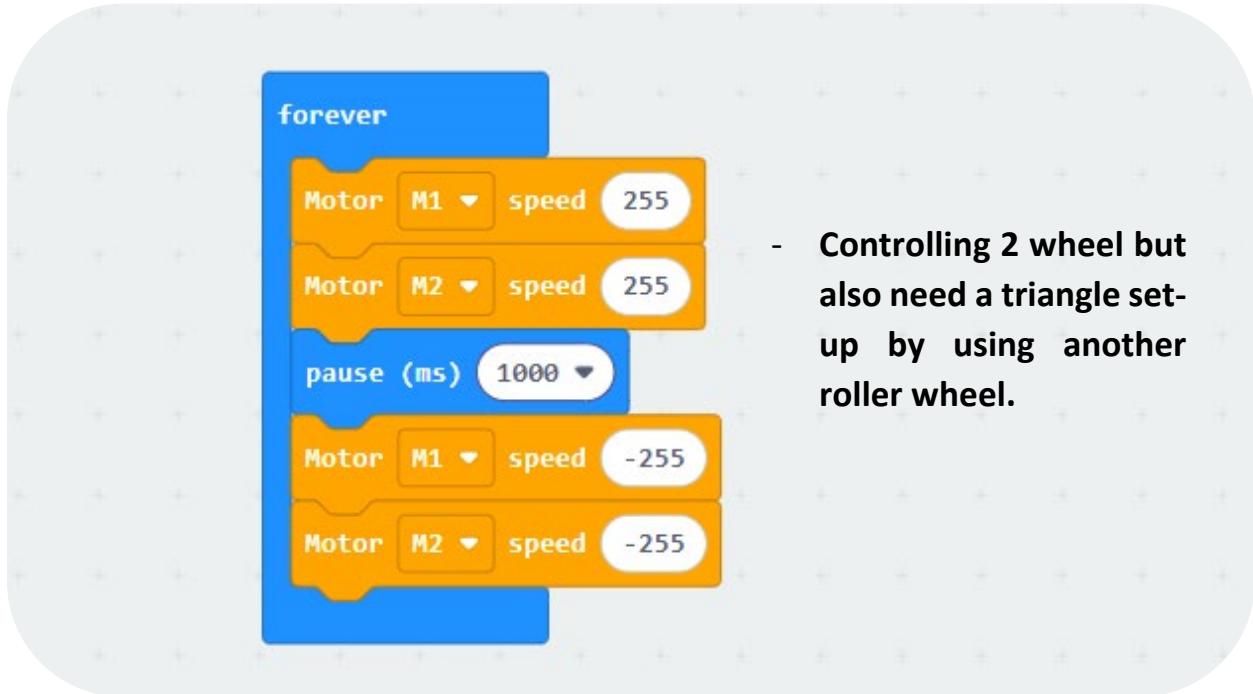 forever
Motor M1 speed 255
Motor M2 speed 255
pause (ms) 1000
Motor M1 speed -255
Motor M2 speed -255
- Controlling 2 wheel but
also need a triangle set-
up by using another
roller wheel.